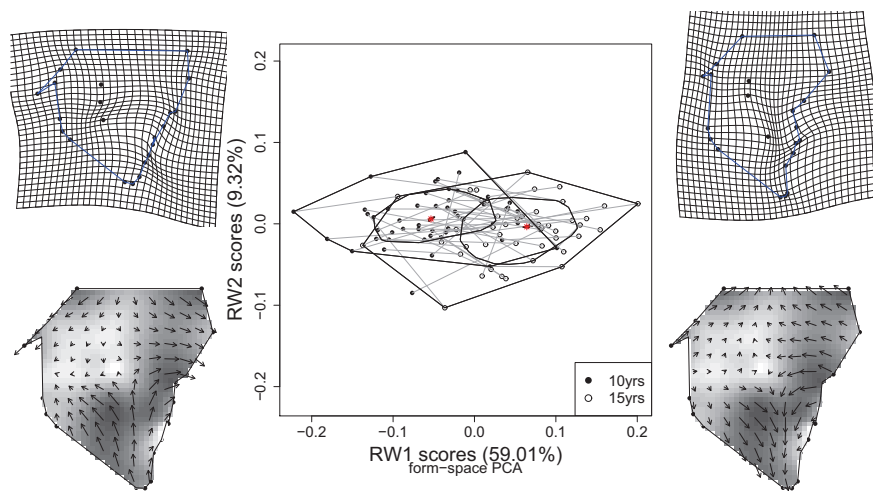 0.2
0.1
0.0
−0.1
−0.2
RW2 scores (9.32%)
10yrs
15yrs
−0.2
−0.1
0.0
0.1
0.2
RW1 scores (59.01%)
form−space PCA